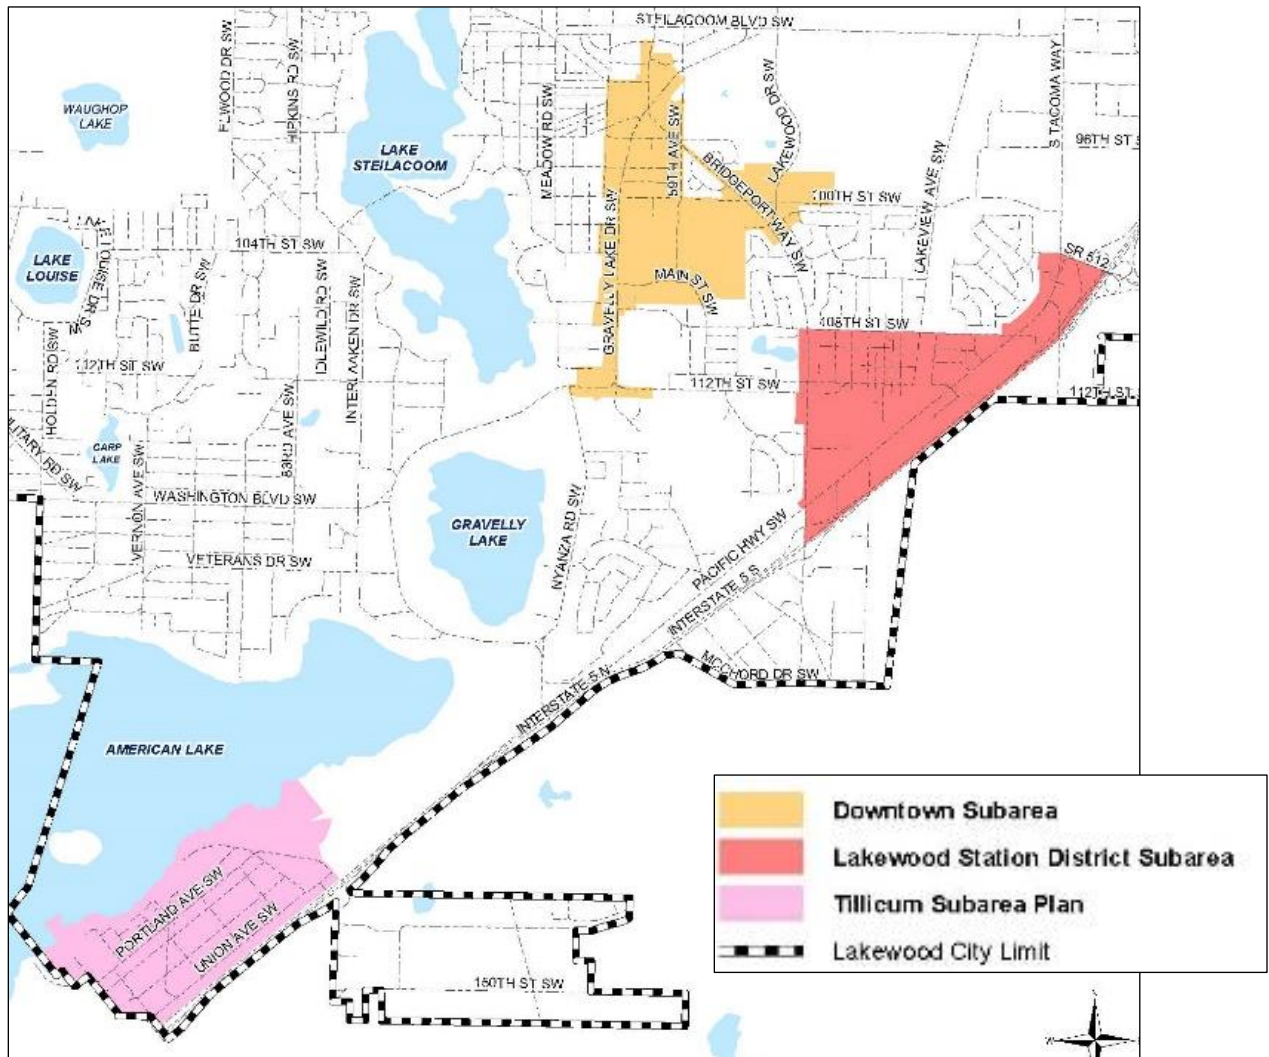 STEILACOOM BLVD SW
ELWOOD DR SW
HIPKINS RD SW
WAUGHOP
LAKE
LAKE
STEILACOOM
MEADOW RD SW
59TH AVE SW
BRIDGEPORT WAY SW
LAKEWOOD DR SW
S TACOMA WAY
96TH ST S
100TH ST SW
LAKEVIEW AVE SW
GRAVELLY LAKE DR SW
MAIN ST SW
SR 512
104TH ST SW
LAKE
LOUISE
LOUISE DR SW
BUTTE DR SW
IDLEWILD RD SW
INTERLAAKEN DR SW
108TH ST SW
HOLDEN RD SW
112TH ST SW
112TH ST SW
112TH ST
83RD AVE SW
CARP
LAKE
VERNON AVE SW
WASHINGTON BLVD SW
VETERANS DR SW
GRAVELLY
LAKE
NYANZA RD SW
PACIFIC HWY SW
INTERSTATE 5 S
INTERSTATE 5 N
MCCHORD DR SW
AMERICAN LAKE
PORTLAND AVE SW
UNION AVE SW
150TH ST SW
Downtown Subarea
Lakewood Station District Subarea
Tillicum Subarea Plan
Lakewood City Limit